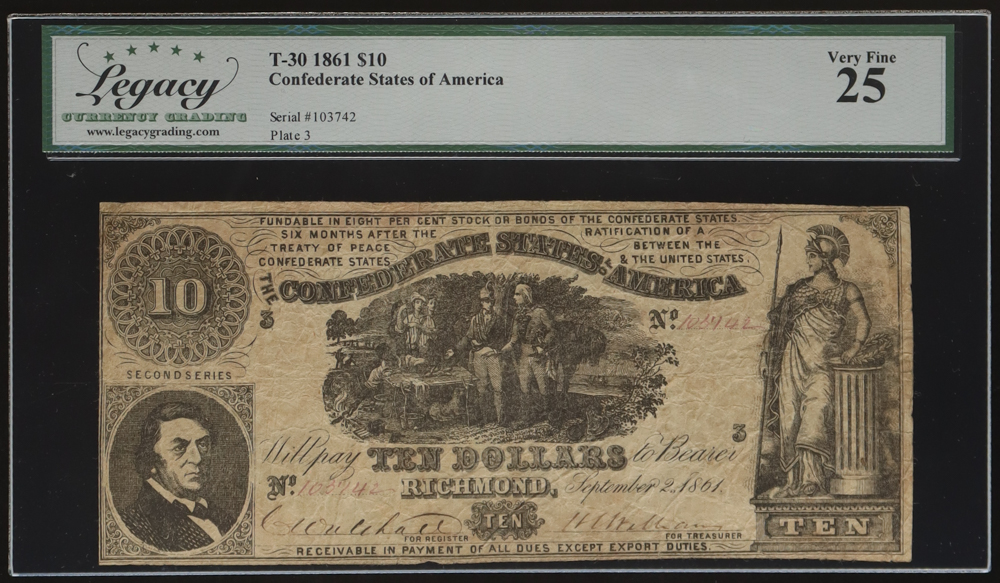 Legacy
CURRENCY GRADING
www.legacygrading.com
T-30 1861 $10
Confederate States of America
Serial #103742
Plate 3
Very Fine
25
FUNDABLE IN EIGHT PER CENT STOCK OR BONDS OF THE CONFEDERATE STATES
SIX MONTHS AFTER THE RATIFICATION OF A
TREATY OF PEACE BETWEEN THE
CONFEDERATE STATES & THE UNITED STATES.
THE CONFEDERATE STATES OF AMERICA
10
3
No. 103742
SECOND SERIES
3
Will pay TEN DOLLARS to Bearer
No. 103742
RICHMOND, September 2, 1861.
TEN
FOR REGISTER
FOR TREASURER
TEN
RECEIVABLE IN PAYMENT OF ALL DUES EXCEPT EXPORT DUTIES.